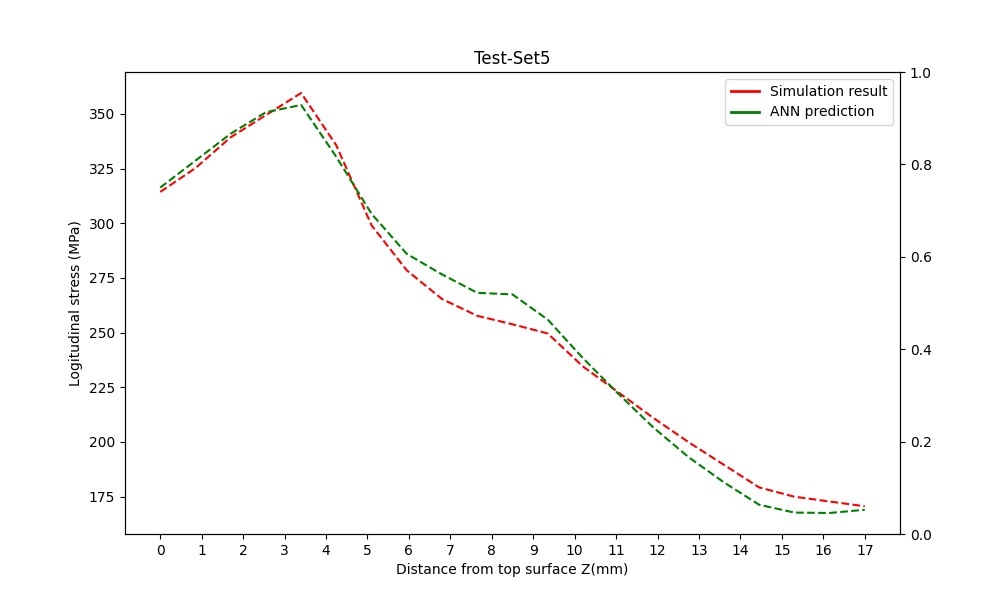 Test-Set5
Simulation result
ANN prediction
Logitudinal stress (MPa)
350
325
300
275
250
225
200
175
1.0
0.8
0.6
0.4
0.2
0.0
0 1 2 3 4 5 6 7 8 9 10 11 12 13 14 15 16 17
Distance from top surface Z(mm)